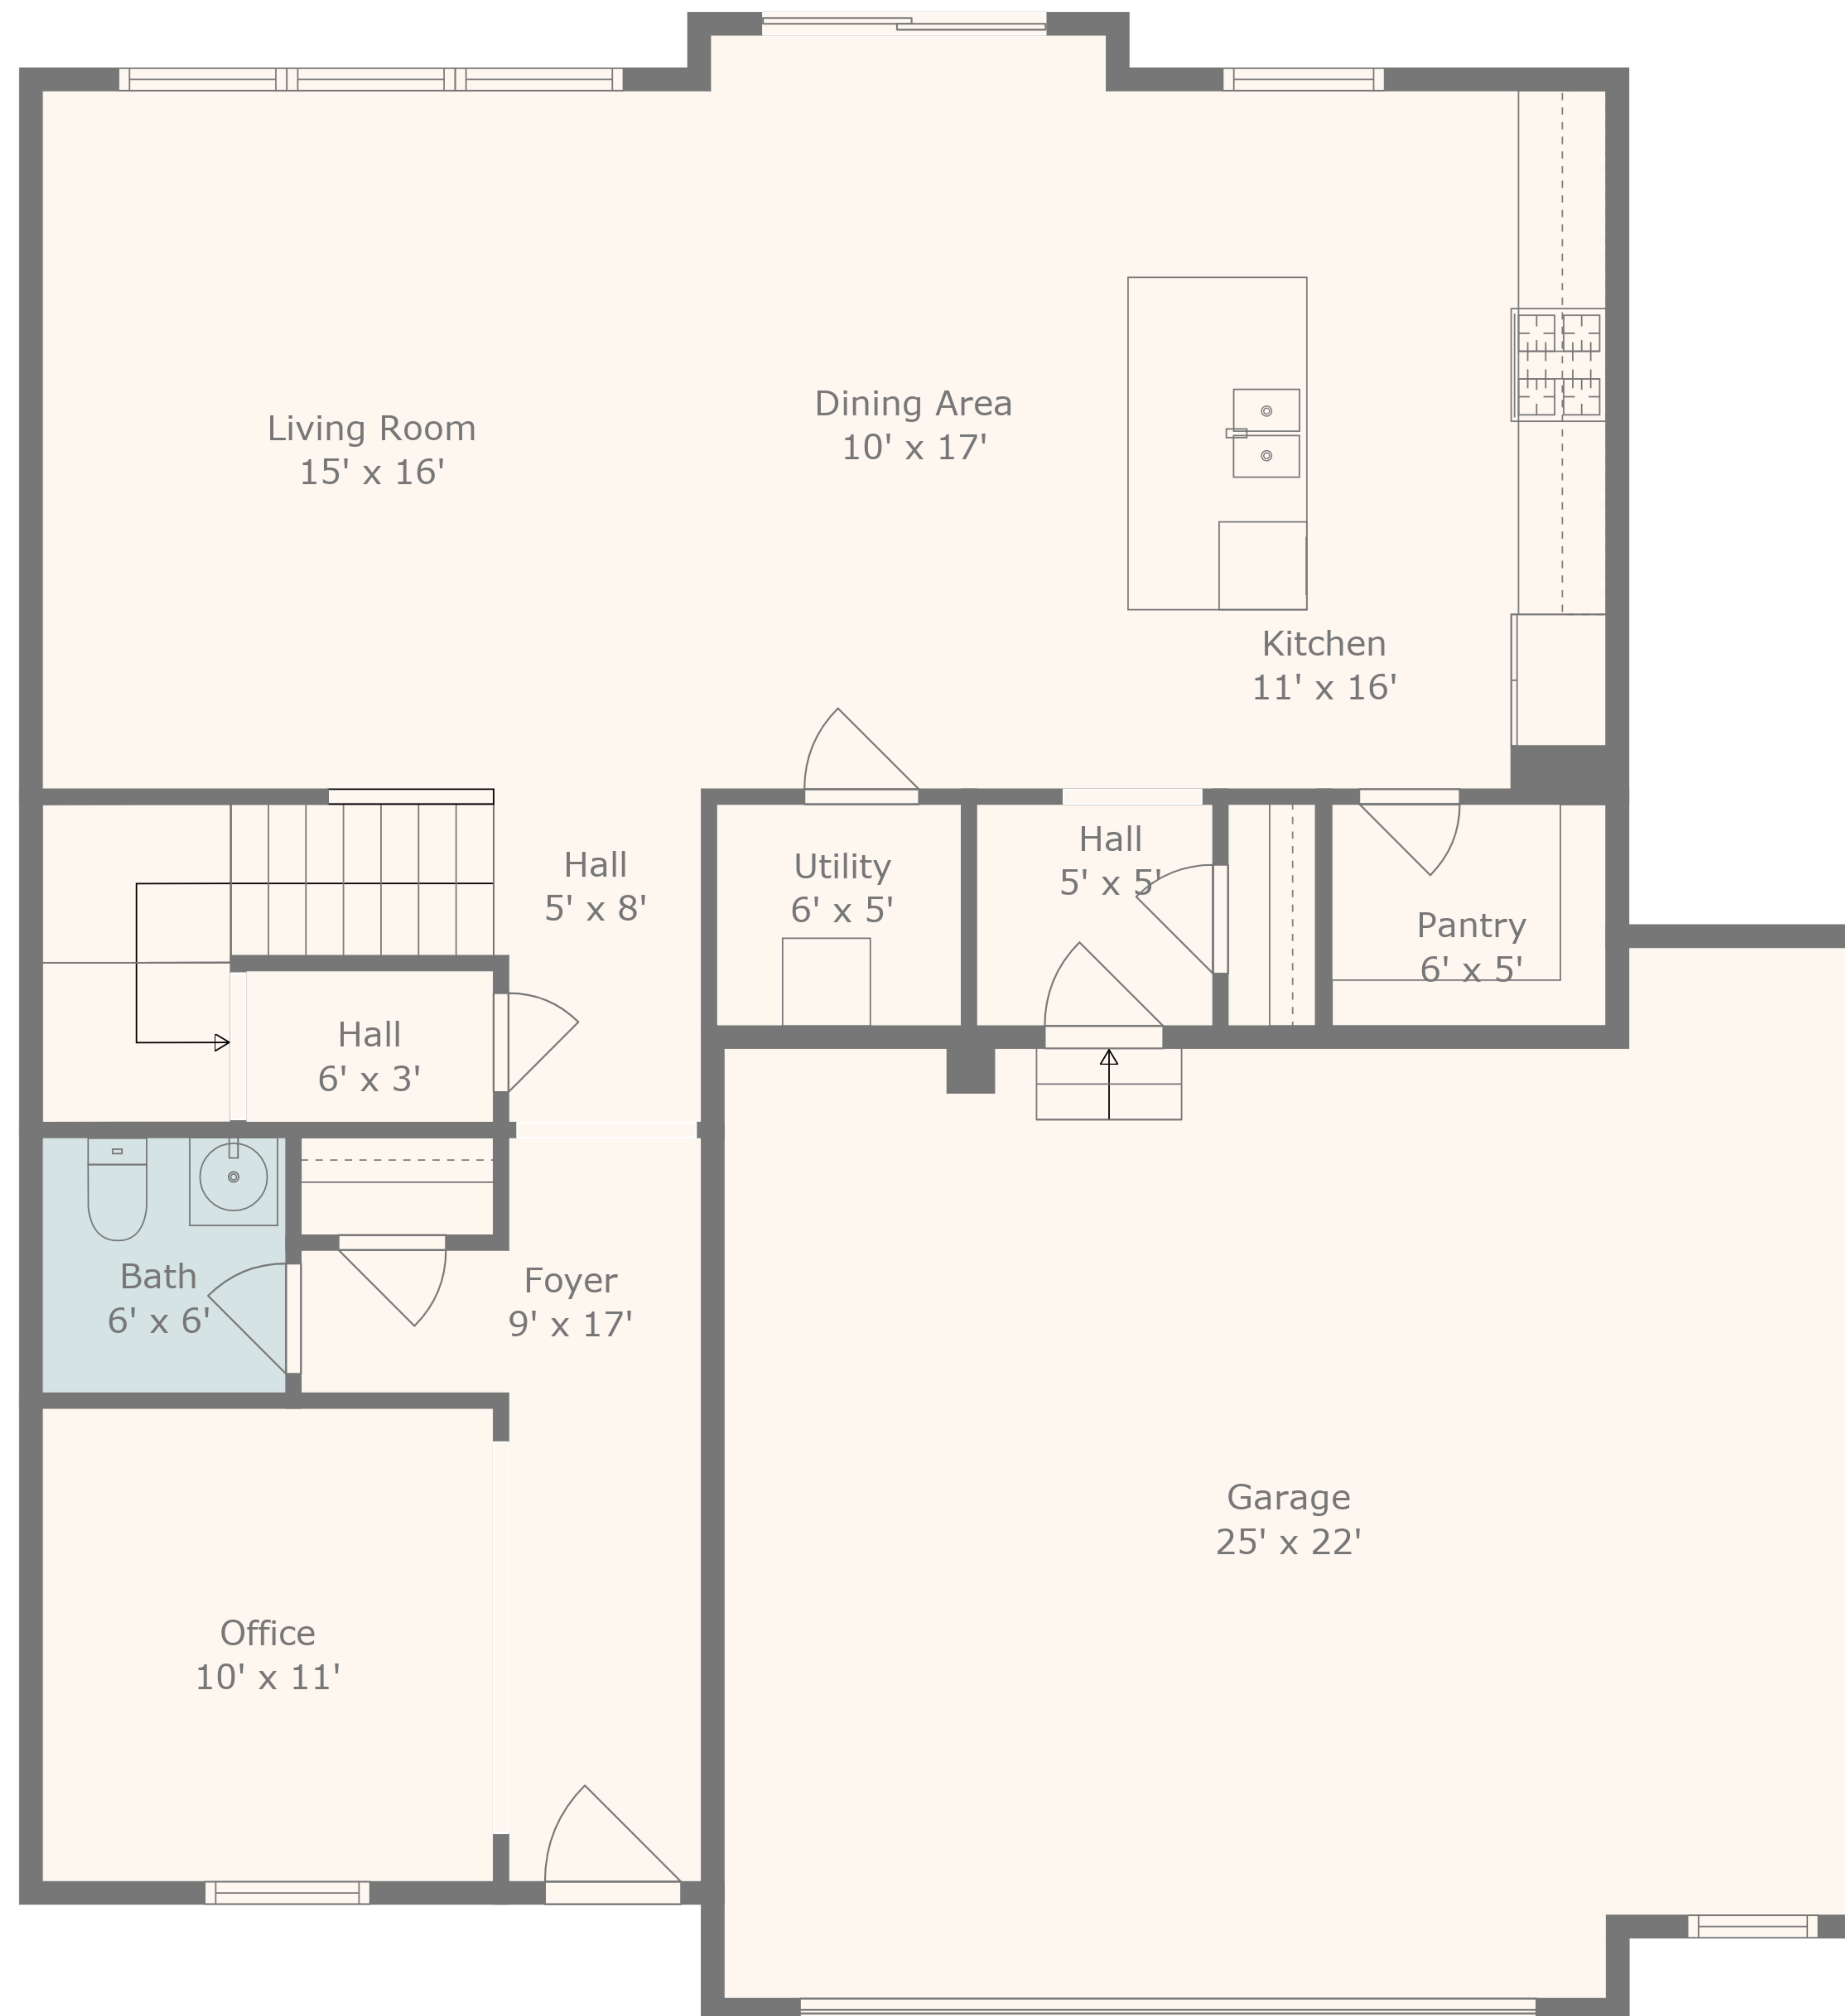 Dining Area
10' x 17'
Living Room
15' x 16'
Kitchen
11' x 16'
Hall
5' x 8'
Utility
6' x 5'
Hall
5' x 5'
Pantry
6' x 5'
Hall
6' x 3'
Bath
6' x 6'
Foyer
9' x 17'
Garage
25' x 22'
Office
10' x 11'